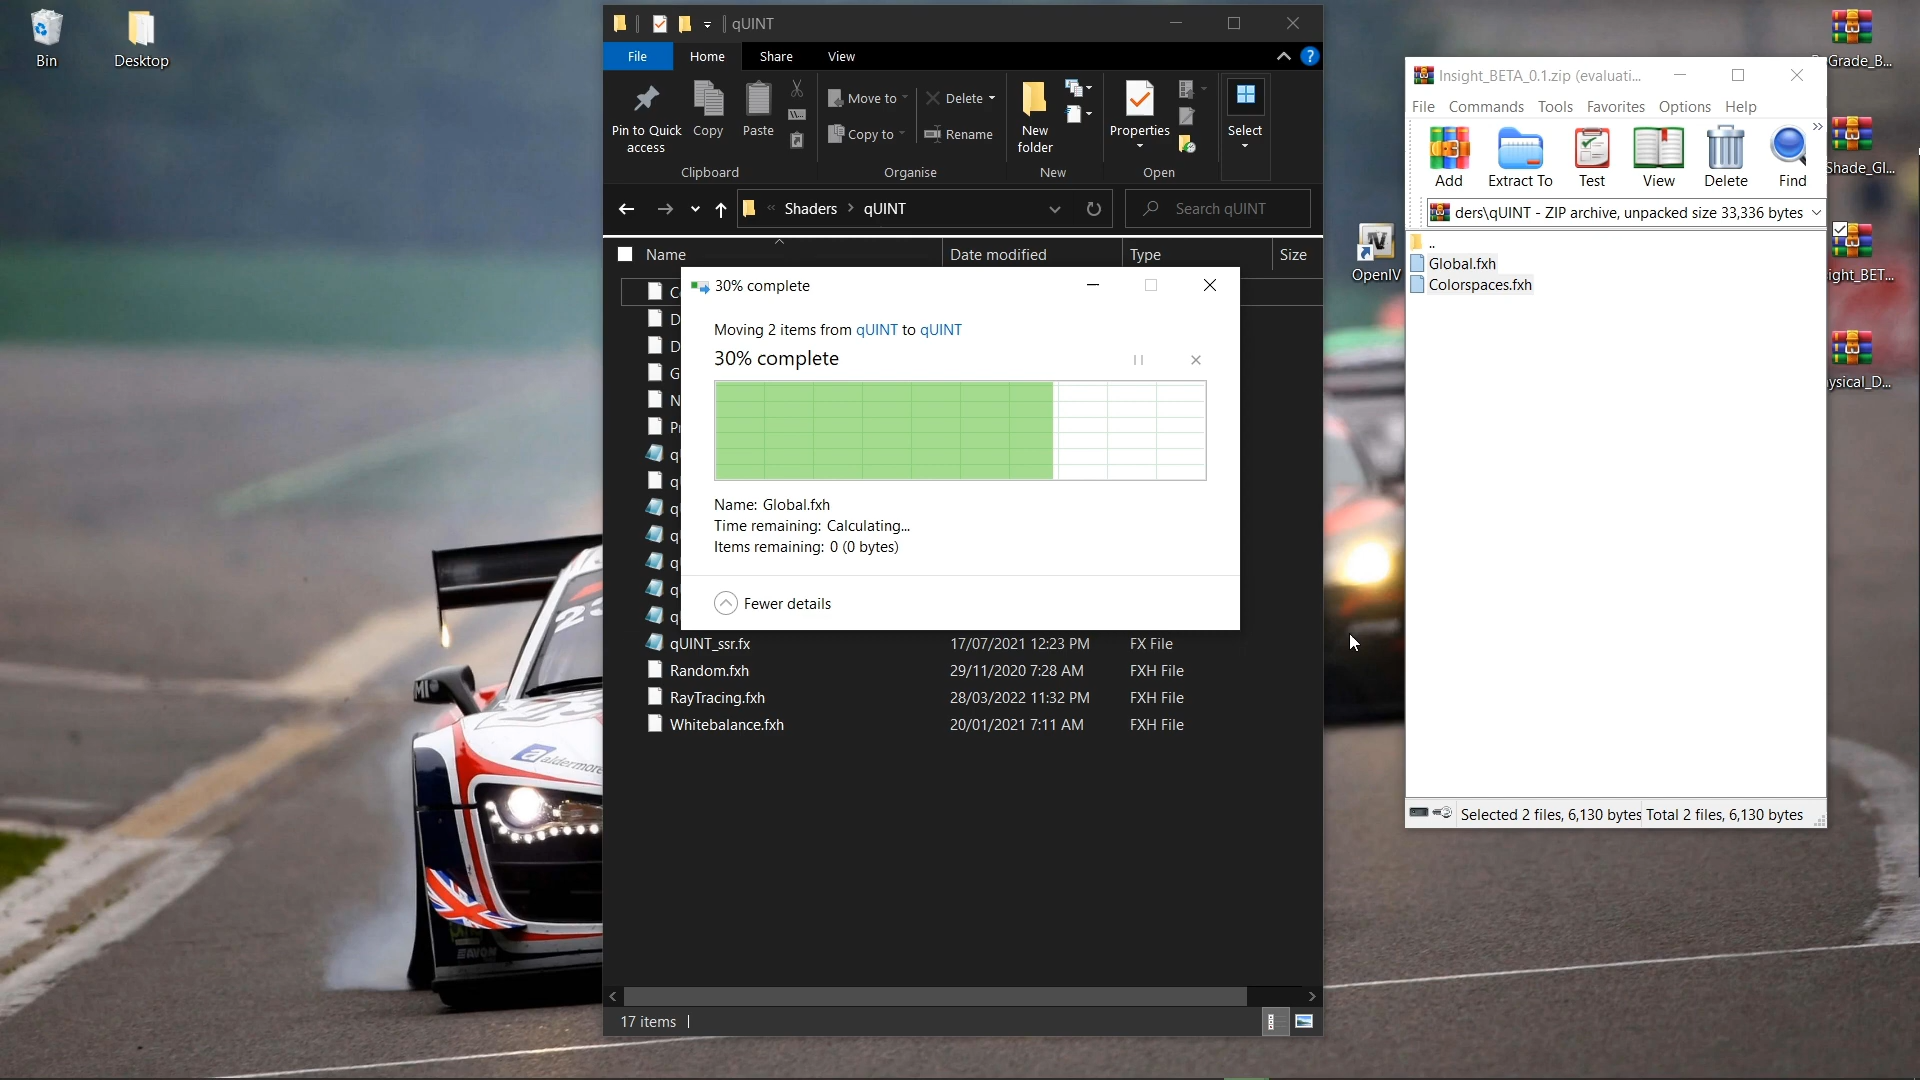 Bin
Desktop
qUINT
File
Home
Share
View
Pin to Quick
access
Copy
Paste
Move to
Copy to
Delete
Rename
New
folder
Properties
Select
Clipboard
Organise
New
Open
« Shaders > qUINT
Search qUINT
Name
Date modified
Type
Size
30% complete
Moving 2 items from qUINT to qUINT
30% complete
Name: Global.fxh
Time remaining: Calculating...
Items remaining: 0 (0 bytes)
Fewer details
C
D
D
G
N
P
q
q
q
q
q
q
q
qUINT_ssr.fx 17/07/2021 12:23 PM FX File
Random.fxh 29/11/2020 7:28 AM FXH File
RayTracing.fxh 28/03/2022 11:32 PM FXH File
Whitebalance.fxh 20/01/2021 7:11 AM FXH File
17 items
OpenIV
Insight_BETA_0.1.zip (evaluati...
File Commands Tools Favorites Options Help
Add
Extract To
Test
View
Delete
Find
ders\qUINT - ZIP archive, unpacked size 33,336 bytes
..
Global.fxh
Colorspaces.fxh
Selected 2 files, 6,130 bytes
Total 2 files, 6,130 bytes
Grade_B...
Shade_Gl...
ight_BET...
ysical_D...
23
aldermore